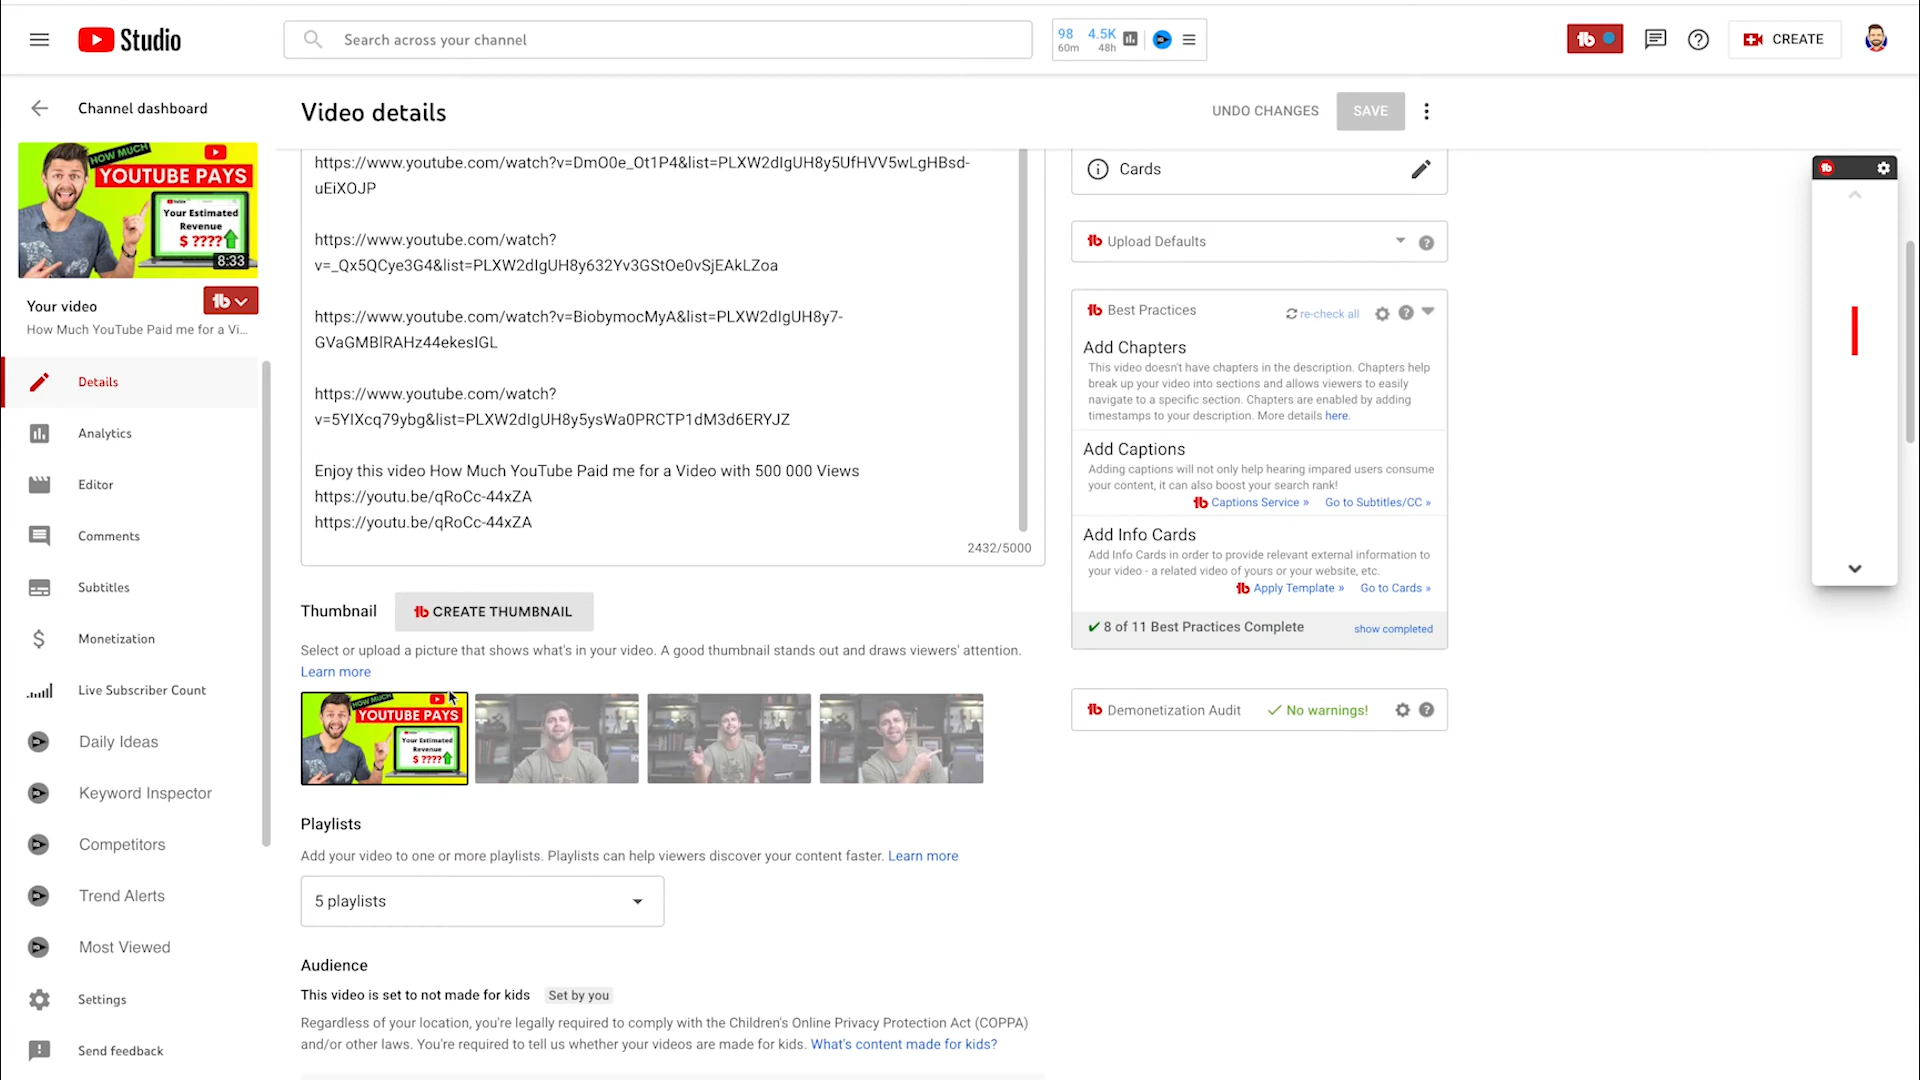 Studio
Search across your channel
98 4.5K
60m 48h
CREATE
Channel dashboard
Video details
UNDO CHANGES
SAVE
HOW MUCH
YOUTUBE PAYS
Your Estimated
Revenue
$ ????
8:33
Your video
How Much YouTube Paid me for a Vi...
Details
Analytics
Editor
Comments
Subtitles
Monetization
Live Subscriber Count
Daily Ideas
Keyword Inspector
Competitors
Trend Alerts
Most Viewed
Settings
Send feedback
https://www.youtube.com/watch?v=DmO0e_Ot1P4&list=PLXW2dIgUH8y5UfHVV5wLgHBsd-
uEiXOJP
https://www.youtube.com/watch?
v=_Qx5QCye3G4&list=PLXW2dIgUH8y632Yv3GStOe0vSjEAkLZoa
https://www.youtube.com/watch?v=BiobymocMyA&list=PLXW2dIgUH8y7-
GVaGMBlRAHz44ekesIGL
https://www.youtube.com/watch?
v=5YIXcq79ybg&list=PLXW2dIgUH8y5ysWa0PRCTP1dM3d6ERYJZ
Enjoy this video How Much YouTube Paid me for a Video with 500 000 Views
https://youtu.be/qRoCc-44xZA
https://youtu.be/qRoCc-44xZA
2432/5000
Thumbnail
CREATE THUMBNAIL
Select or upload a picture that shows what's in your video. A good thumbnail stands out and draws viewers' attention.
Learn more
HOW MUCH
YOUTUBE PAYS
Your Estimated
Revenue
$ ????
Playlists
Add your video to one or more playlists. Playlists can help viewers discover your content faster. Learn more
5 playlists
Audience
This video is set to not made for kids Set by you
Regardless of your location, you're legally required to comply with the Children's Online Privacy Protection Act (COPPA)
and/or other laws. You're required to tell us whether your videos are made for kids. What's content made for kids?
Cards
Upload Defaults
Best Practices
re-check all
Add Chapters
This video doesn't have chapters in the description. Chapters help
break up your video into sections and allows viewers to easily
navigate to a specific section. Chapters are enabled by adding
timestamps to your description. More details here.
Add Captions
Adding captions will not only help hearing impared users consume
your content, it can also boost your search rank!
Captions Service » Go to Subtitles/CC »
Add Info Cards
Add Info Cards in order to provide relevant external information to
your video - a related video of yours or your website, etc.
Apply Template » Go to Cards »
8 of 11 Best Practices Complete
show completed
Demonetization Audit
No warnings!